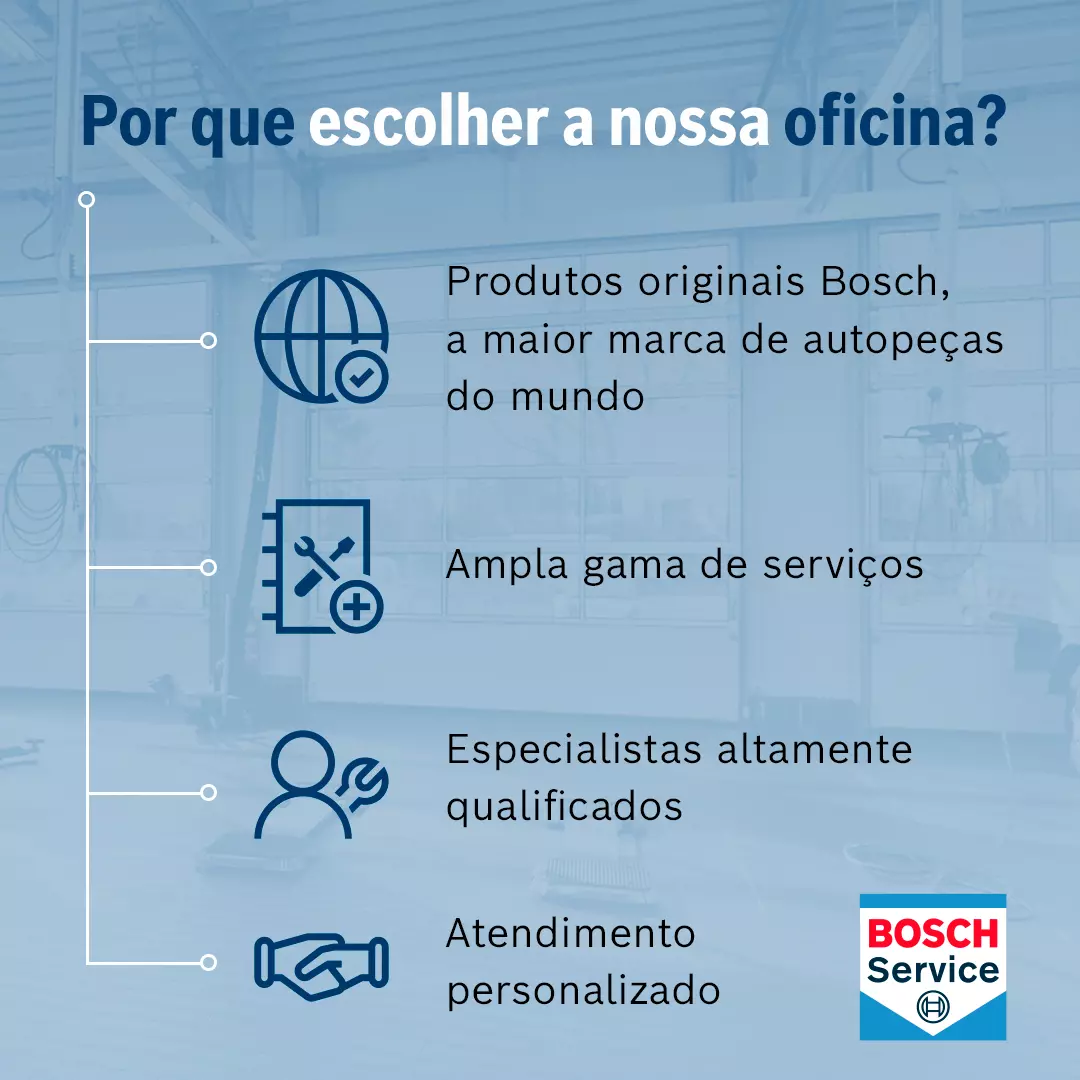 Por que escolher a nossa oficina?
Produtos originais Bosch,
a maior marca de autopeças
do mundo
Ampla gama de serviços
Especialistas altamente
qualificados
Atendimento
personalizado
BOSCH
Service